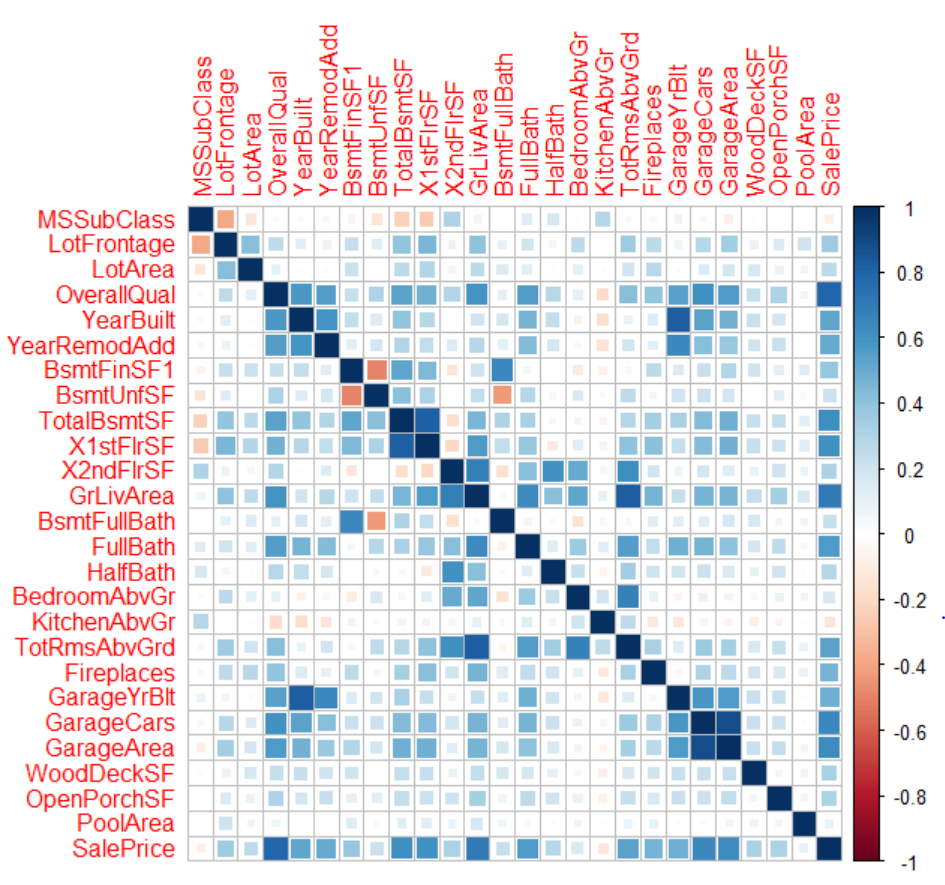 MSSubClass
LotFrontage
LotArea
OverallQual
YearBuilt
YearRemodAdd
BsmtFinSF1
BsmtUnfSF
TotalBsmtSF
X1stFlrSF
X2ndFlrSF
GrLivArea
BsmtFullBath
FullBath
HalfBath
BedroomAbvGr
KitchenAbvGr
TotRmsAbvGrd
Fireplaces
GarageYrBlt
GarageCars
GarageArea
WoodDeckSF
OpenPorchSF
PoolArea
SalePrice
MSSubClass
LotFrontage
LotArea
OverallQual
YearBuilt
YearRemodAdd
BsmtFinSF1
BsmtUnfSF
TotalBsmtSF
X1stFlrSF
X2ndFlrSF
GrLivArea
BsmtFullBath
FullBath
HalfBath
BedroomAbvGr
KitchenAbvGr
TotRmsAbvGrd
Fireplaces
GarageYrBlt
GarageCars
GarageArea
WoodDeckSF
OpenPorchSF
PoolArea
SalePrice
1
0.8
0.6
0.4
0.2
0
-0.2
-0.4
-0.6
-0.8
-1